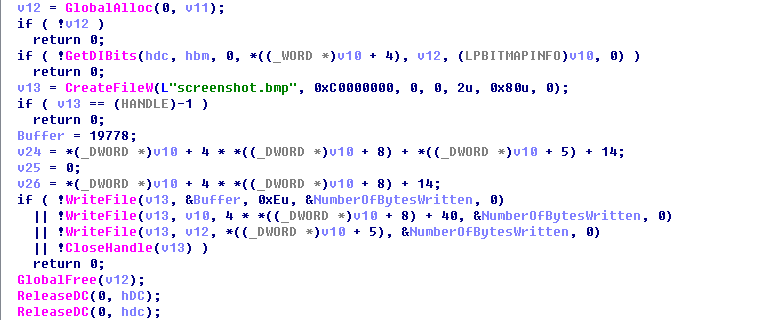 v12 = GlobalAlloc(0, v11);
if ( !v12 )
return 0;
if ( !GetDIBits(hdc, hbm, 0, *((_WORD *)v10 + 4), v12, (LPBITMAPINFO)v10, 0) )
return 0;
v13 = CreateFileW(L"screenshot.bmp", 0xC0000000, 0, 0, 2u, 0x80u, 0);
if ( v13 == (HANDLE)-1 )
return 0;
Buffer = 19778;
v24 = *(_DWORD *)v10 + 4 * *((_DWORD *)v10 + 8) + *((_DWORD *)v10 + 5) + 14;
v25 = 0;
v26 = *(_DWORD *)v10 + 4 * *((_DWORD *)v10 + 8) + 14;
if ( !WriteFile(v13, &Buffer, 0xEu, &NumberOfBytesWritten, 0)
|| !WriteFile(v13, v10, 4 * *((_DWORD *)v10 + 8) + 40, &NumberOfBytesWritten, 0)
|| !WriteFile(v13, v12, *((_DWORD *)v10 + 5), &NumberOfBytesWritten, 0)
|| !CloseHandle(v13) )
return 0;
GlobalFree(v12);
ReleaseDC(0, hDC);
ReleaseDC(0, hdc);